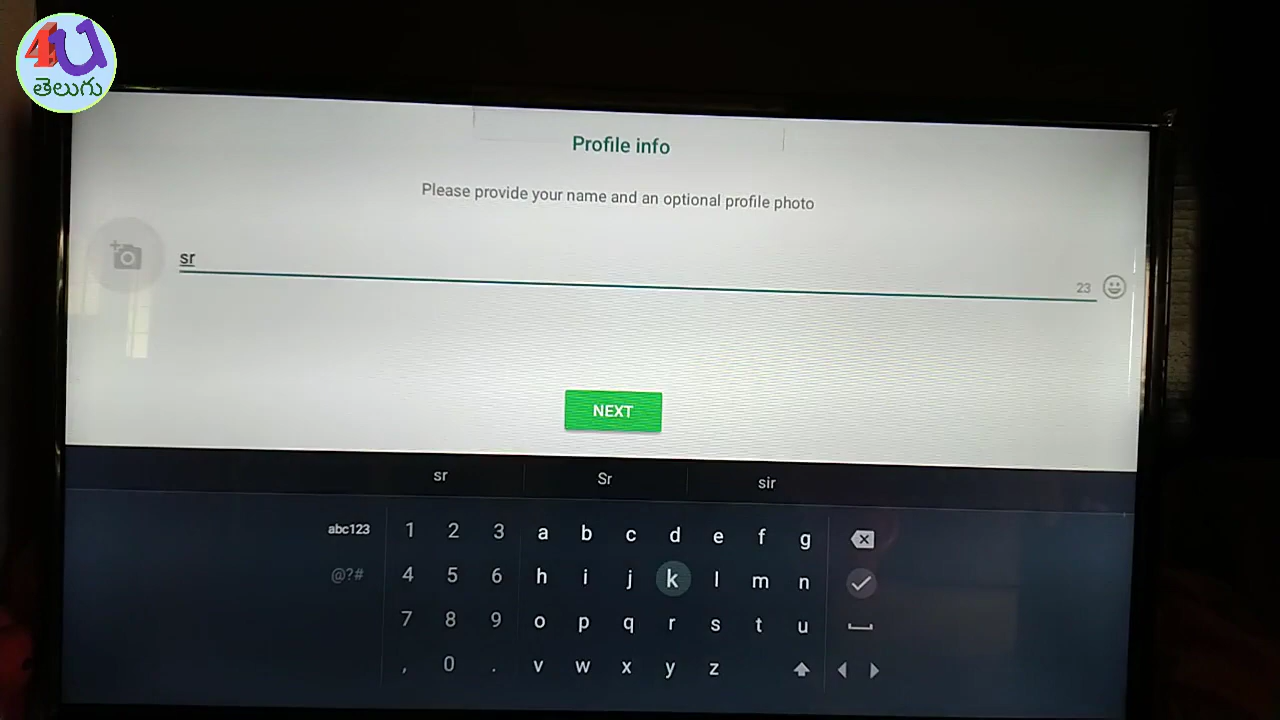 4U
తెలుగు
Profile info
Please provide your name and an optional profile photo
sr
23
NEXT
sr Sr sir
abc123 1 2 3 a b c d e f g
@?# 4 5 6 h i j k l m n
7 8 9 o p q r s t u
, 0 . v w x y z